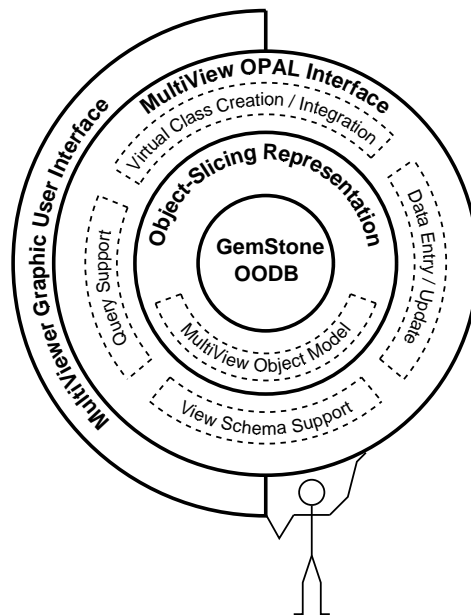 MultiView OPAL Interface
Virtual Class Creation / Integration
Object-Slicing Representation
GemStone
OODB
MultiView Object Model
View Schema Support
Query Support
Data Entry / Update
MultiViewer Graphic User Interface